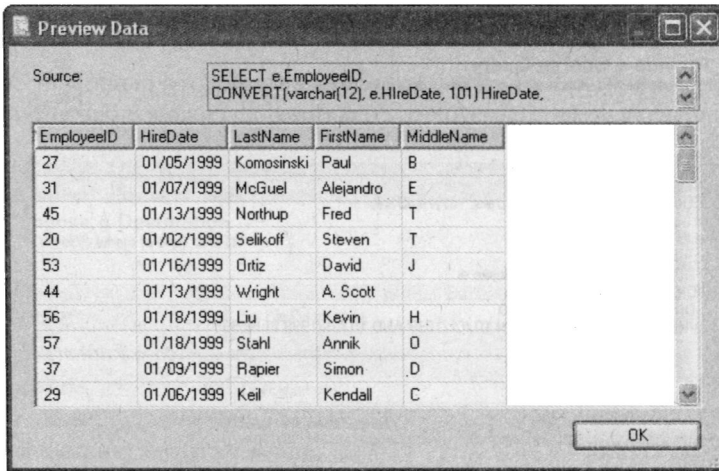 Preview Data
Source:
SELECT e.EmployeeID,
CONVERT(varchar(12), e.HIreDate, 101) HireDate,
EmployeeID HireDate LastName FirstName MiddleName
27 01/05/1999 Komosinski Paul B
31 01/07/1999 McGuel Alejandro E
45 01/13/1999 Northup Fred T
20 01/02/1999 Selikoff Steven T
53 01/16/1999 Ortiz David J
44 01/13/1999 Wright A. Scott
56 01/18/1999 Liu Kevin H
57 01/18/1999 Stahl Annik O
37 01/09/1999 Rapier Simon D
29 01/06/1999 Keil Kendall C
OK